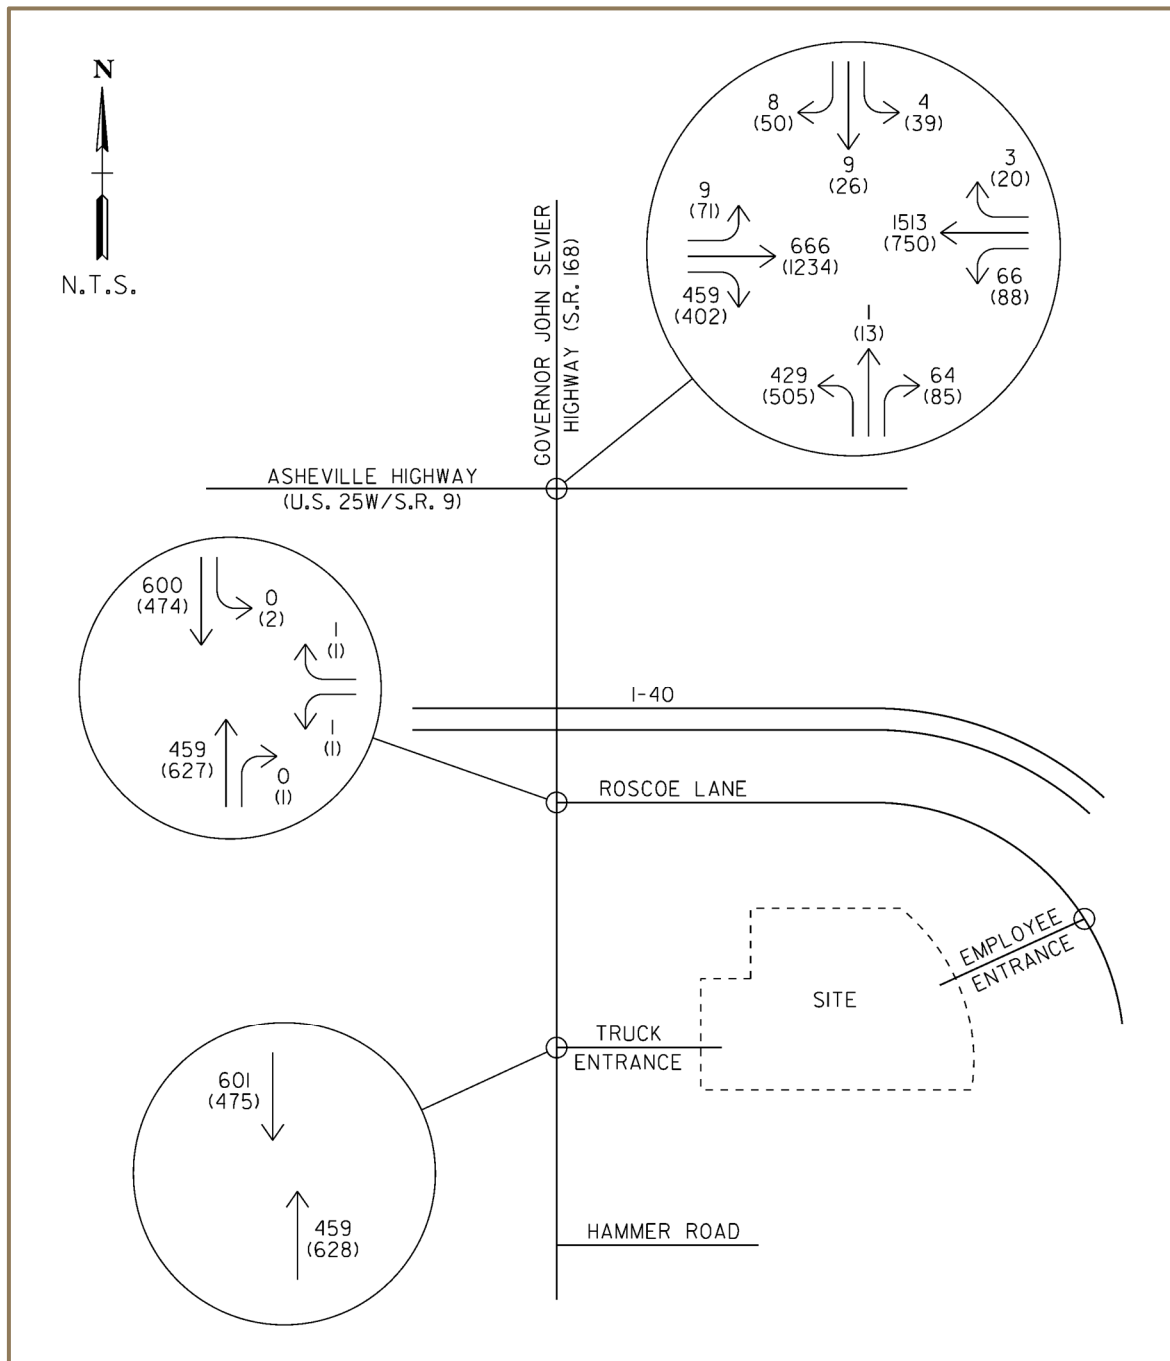 N
N.T.S.
8
(50)
4
(39)
9
(26)
3
(20)
9
(71)
1513
(750)
666
(1234)
66
(88)
459
(402)
1
(13)
429
(505)
64
(85)
GOVERNOR JOHN SEVIER
HIGHWAY (S.R. 168)
ASHEVILLE HIGHWAY
(U.S. 25W/S.R. 9)
600
(474)
0
(2)
1
(1)
1
(1)
459
(627)
0
(1)
I-40
ROSCOE LANE
EMPLOYEE
ENTRANCE
SITE
TRUCK
ENTRANCE
601
(475)
459
(628)
HAMMER ROAD